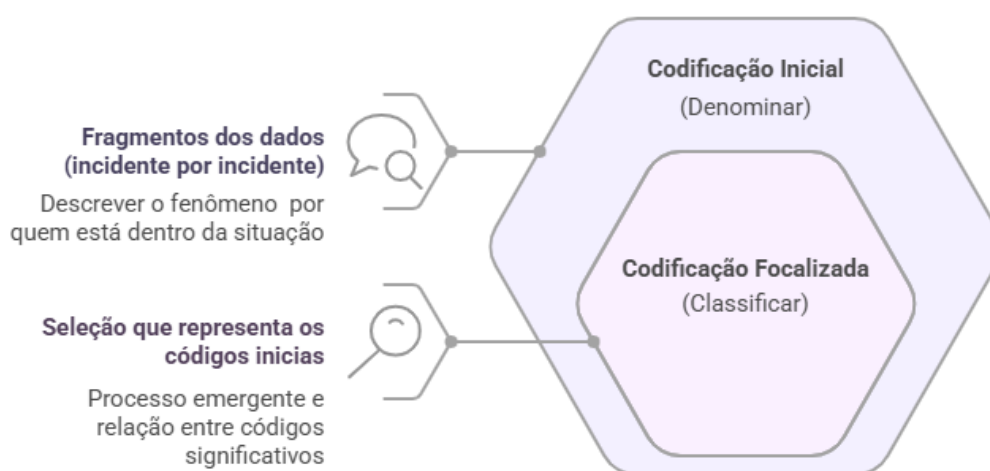 Codificação Inicial
(Denominar)
Fragmentos dos dados
(incidente por incidente)
Descrever o fenômeno por
quem está dentro da situação
Codificação Focalizada
(Classificar)
Seleção que representa os
códigos inicias
Processo emergente e
relação entre códigos
significativos